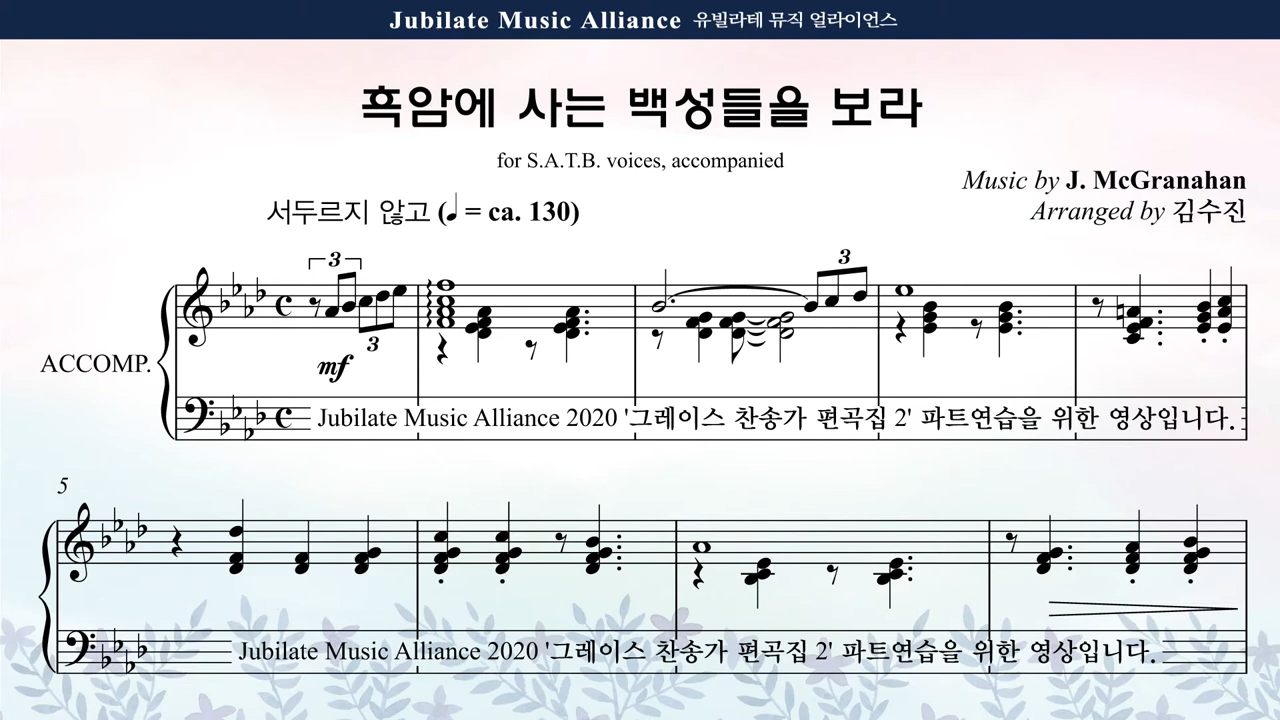 Jubilate Music Alliance 유빌라테 뮤직 얼라이언스
흑암에 사는 백성들을 보라
for S.A.T.B. voices, accompanied
Music by J. McGranahan
서두르지 않고 (♩ = ca. 130)
Arranged by 김수진
3
3
3
mf
ACCOMP.
Jubilate Music Alliance 2020 '그레이스 찬송가 편곡집 2' 파트연습을 위한 영상입니다.
5
Jubilate Music Alliance 2020 '그레이스 찬송가 편곡집 2' 파트연습을 위한 영상입니다.